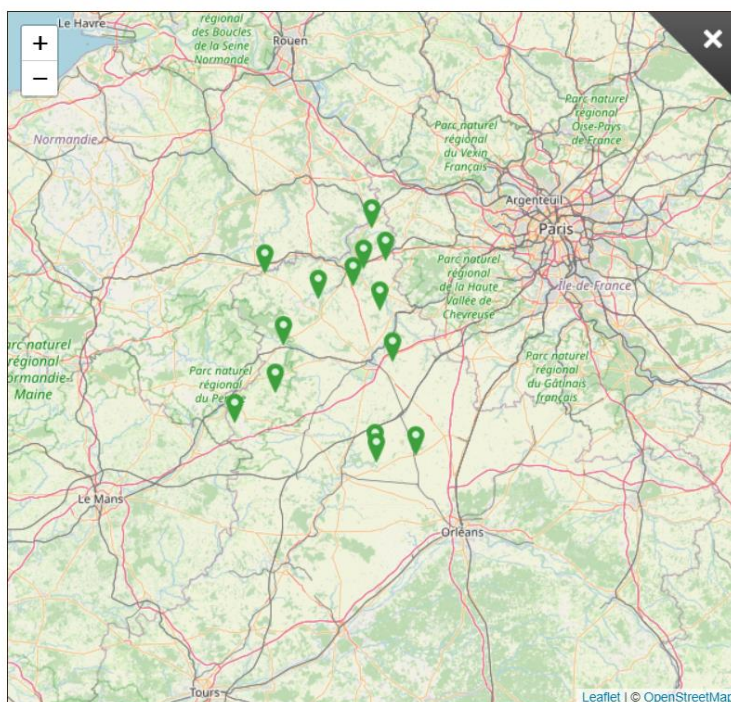 Le Havre
régional
des Boucles
de la Seine
Normande
Rouen
+
−
×
Parc naturel
régional
Oise-Pays
de France
Normandie
Parc naturel
régional
du Vexin
Français
Argenteuil
Paris
Parc naturel
régional
de la Haute
Vallée de
Chevreuse
Île-de-France
arc naturel
régional
ormandie-
Maine
Parc naturel
régional
du Pe
Parc naturel
régional
du Gâtinais
français
Le Mans
Orléans
Tours
Leaflet | © OpenStreetMap